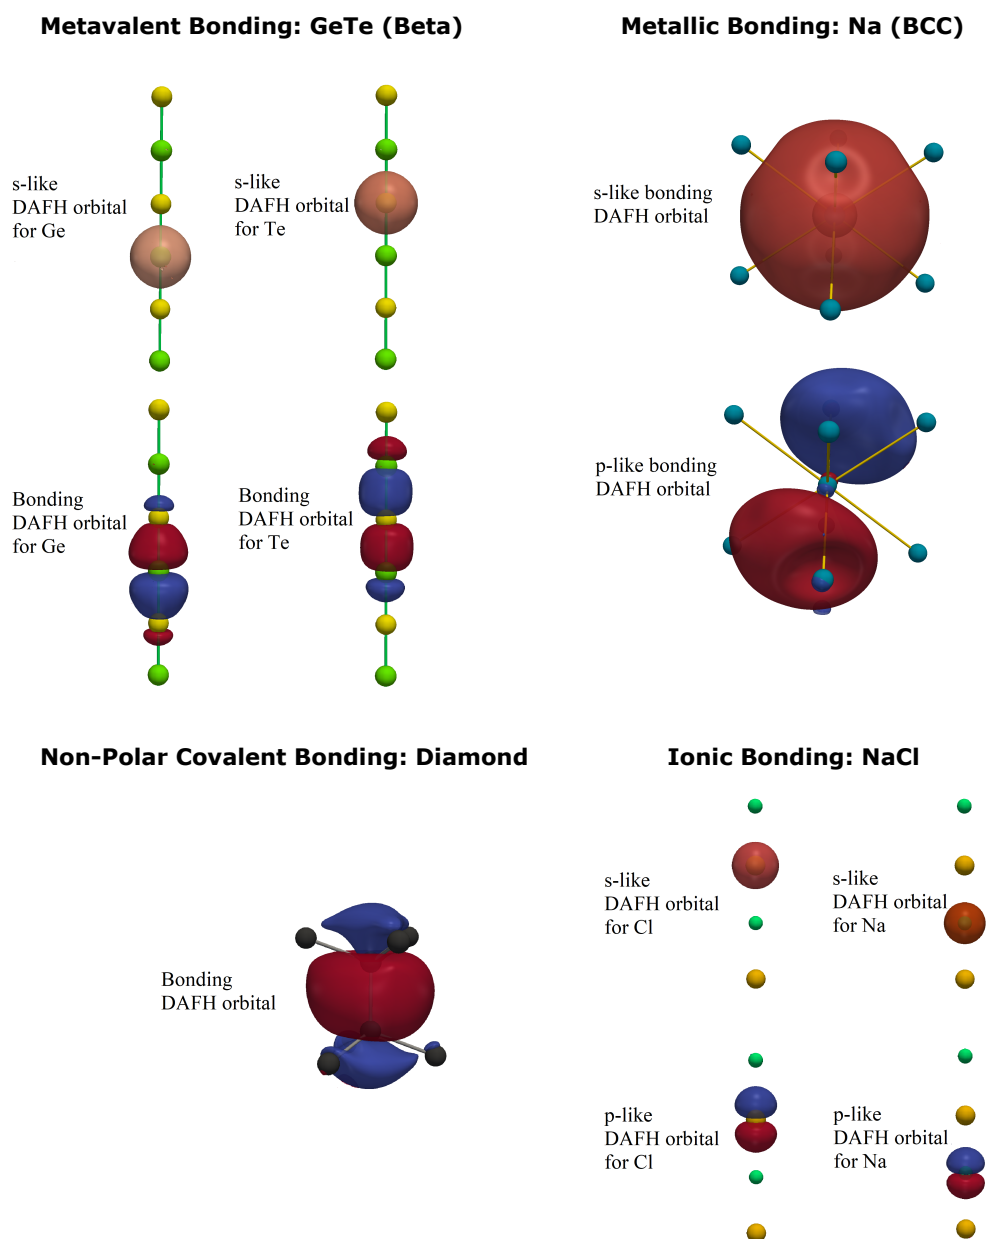 Metavalent Bonding: GeTe (Beta)
s-like
DAFH orbital
for Ge
s-like
DAFH orbital
for Te
Bonding
DAFH orbital
for Ge
Bonding
DAFH orbital
for Te
Metallic Bonding: Na (BCC)
s-like bonding
DAFH orbital
p-like bonding
DAFH orbital
Non-Polar Covalent Bonding: Diamond
Bonding
DAFH orbital
Ionic Bonding: NaCl
s-like
DAFH orbital
for Cl
s-like
DAFH orbital
for Na
p-like
DAFH orbital
for Cl
p-like
DAFH orbital
for Na